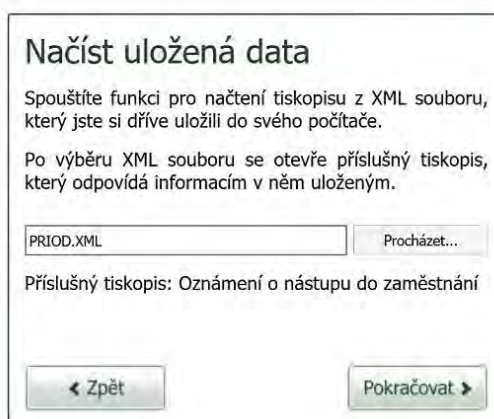 Načíst uložená data
Spouštíte funkci pro načtení tiskopisu z XML souboru,
který jste si dříve uložili do svého počítače.
Po výběru XML souboru se otevře příslušný tiskopis,
který odpovídá informacím v něm uloženým.
PRIOD.XML
Procházet...
Příslušný tiskopis: Oznámení o nástupu do zaměstnání
Zpět
Pokračovat